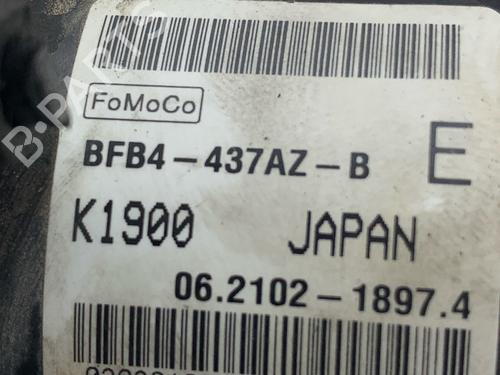 B-PARTS
FoMoCo
BFB4-437AZ-B E
K1900 JAPAN
06.2102-1897.4